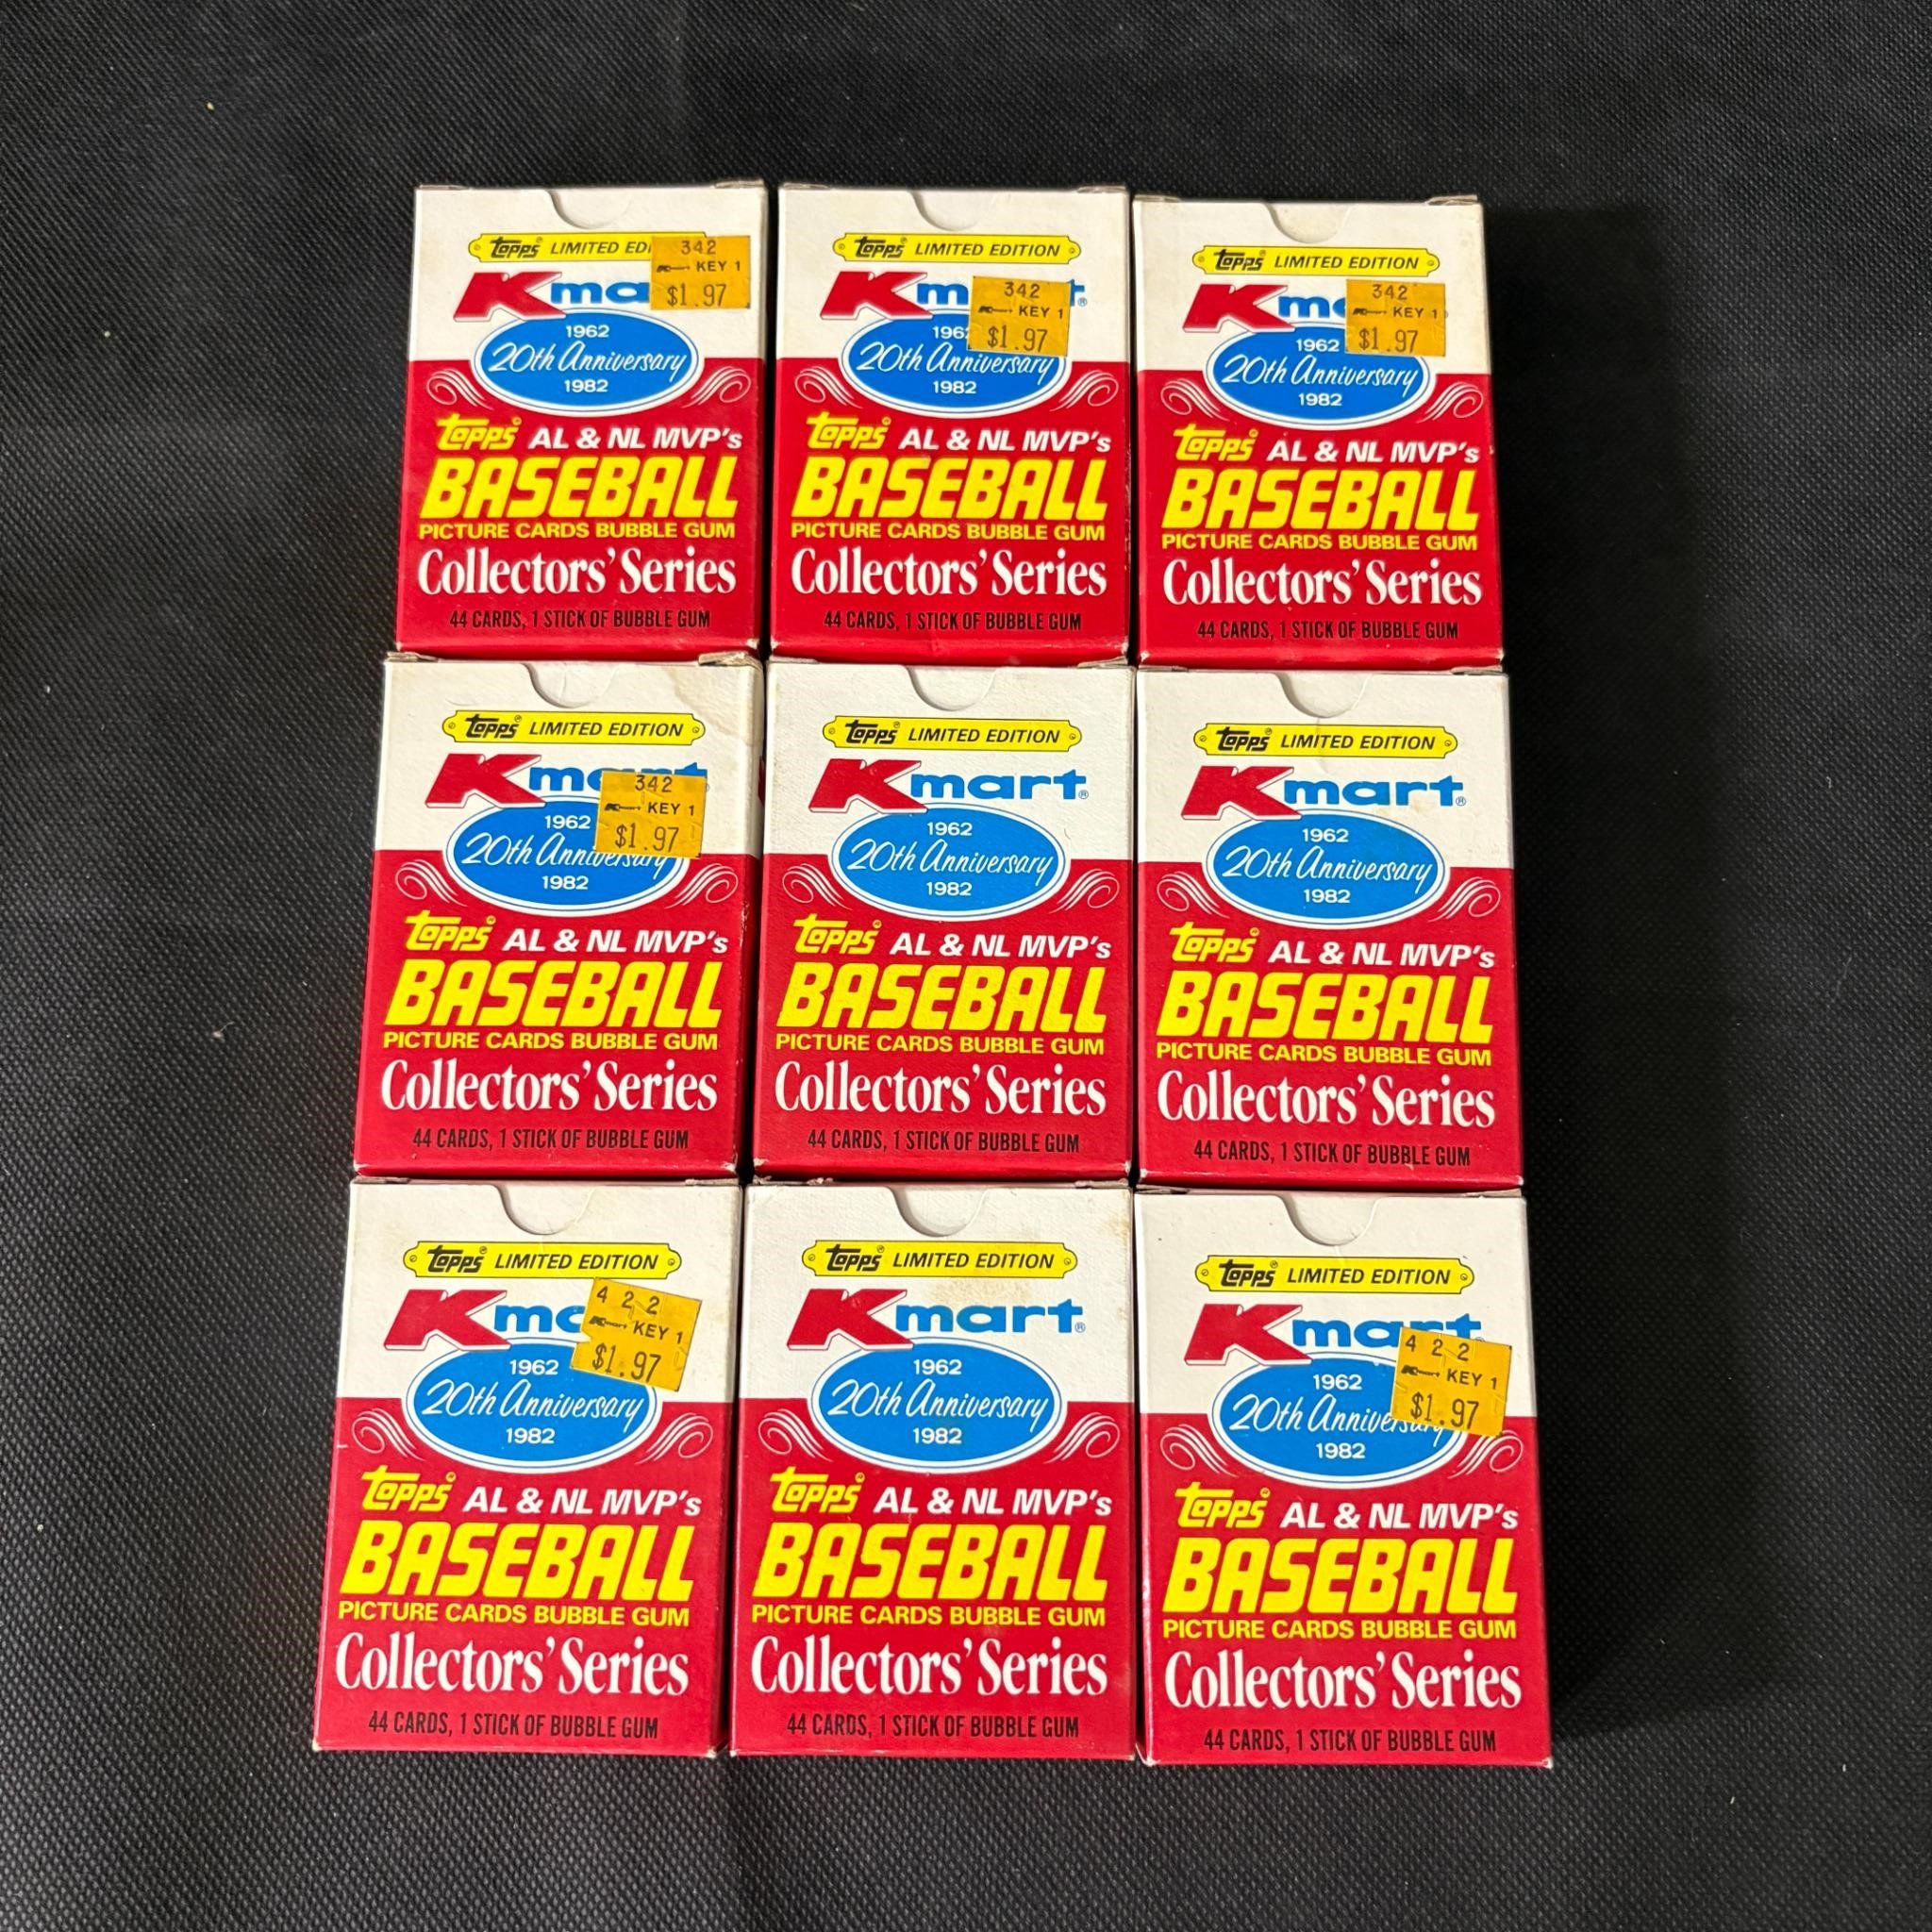 Topps LIMITED EDI
342
KEY 1
$1.97
Kma
1962
20th Anniversary
1982
Topps AL & NL MVP's
BASEBALL
PICTURE CARDS BUBBLE GUM
Collectors' Series
44 CARDS, 1 STICK OF BUBBLE GUM
Topps LIMITED EDITION
342
KEY 1
$1.97
Km t®
196
20th Anniversary
1982
Topps AL & NL MVP's
BASEBALL
PICTURE CARDS BUBBLE GUM
Collectors' Series
44 CARDS, 1 STICK OF BUBBLE GUM
Topps LIMITED EDITION
342
KEY 1
$1.97
Km
1962
20th Anniversary
1982
Topps AL & NL MVP's
BASEBALL
PICTURE CARDS BUBBLE GUM
Collectors' Series
44 CARDS, 1 STICK OF BUBBLE GUM
Topps LIMITED EDITION
Kmart
342
KEY 1
$1.97
1962
20th Anniversary
1982
Topps AL & NL MVP's
BASEBALL
PICTURE CARDS BUBBLE GUM
Collectors' Series
44 CARDS, 1 STICK OF BUBBLE GUM
Topps LIMITED EDITION
Kmart®
1962
20th Anniversary
1982
Topps AL & NL MVP's
BASEBALL
PICTURE CARDS BUBBLE GUM
Collectors' Series
44 CARDS, 1 STICK OF BUBBLE GUM
Topps LIMITED EDITION
Kmart®
1962
20th Anniversary
1982
Topps AL & NL MVP's
BASEBALL
PICTURE CARDS BUBBLE GUM
Collectors' Series
44 CARDS, 1 STICK OF BUBBLE GUM
Topps LIMITED EDITION
Km
422
Kmart KEY 1
$1.97
1962
20th Anniversary
1982
Topps AL & NL MVP's
BASEBALL
PICTURE CARDS BUBBLE GUM
Collectors' Series
44 CARDS, 1 STICK OF BUBBLE GUM
Topps LIMITED EDITION
Kmart®
1962
20th Anniversary
1982
Topps AL & NL MVP's
BASEBALL
PICTURE CARDS BUBBLE GUM
Collectors' Series
44 CARDS, 1 STICK OF BUBBLE GUM
Topps LIMITED EDITION
Kmart
422
KEY 1
$1.97
1962
20th Anniversary
1982
Topps AL & NL MVP's
BASEBALL
PICTURE CARDS BUBBLE GUM
Collectors' Series
44 CARDS, 1 STICK OF BUBBLE GUM